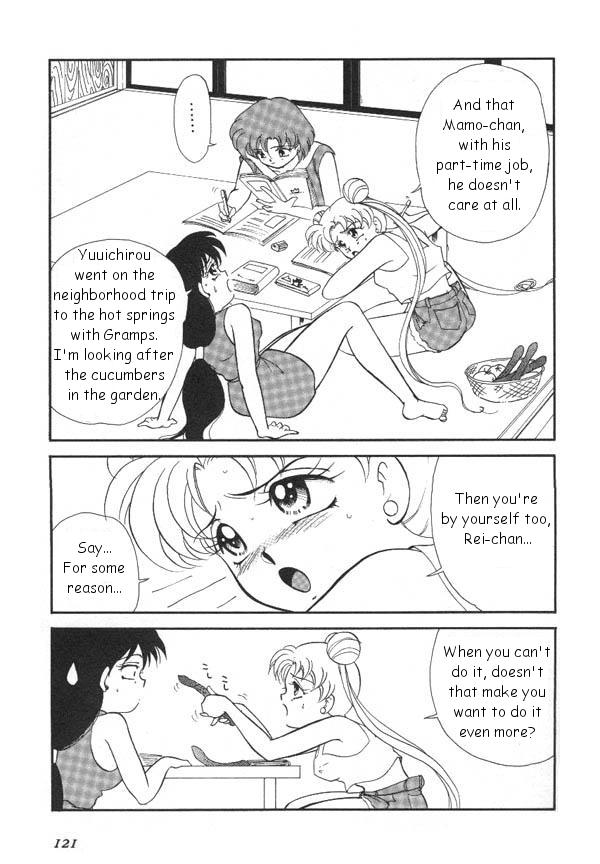 And that
Mamo-chan,
with his
part-time job,
he doesn't
care at all.
......
Yuuichirou
went on the
neighborhood trip
to the hot springs
with Gramps.
I'm looking after
the cucumbers
in the garden.
Then you're
by yourself too,
Rei-chan...
Say...
For some
reason...
When you can't
do it, doesn't
that make you
want to do it
even more?
121